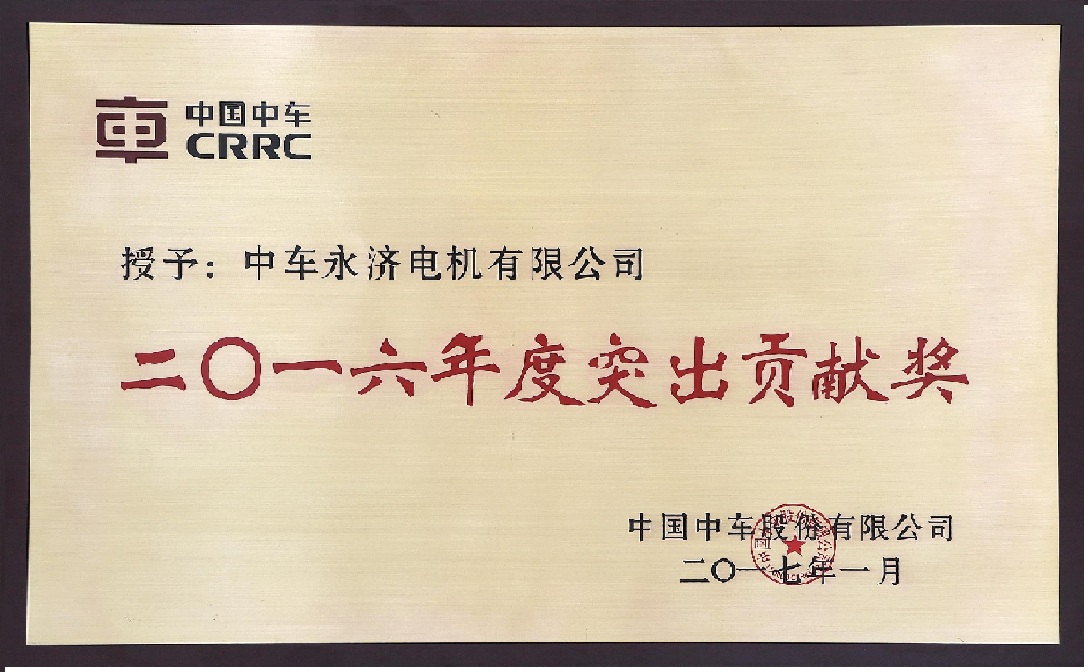 中国中车
CRRC
授予：中车永济电机有限公司
二〇一六年度突出贡献奖
中国中车股份有限公司
二〇一七年一月